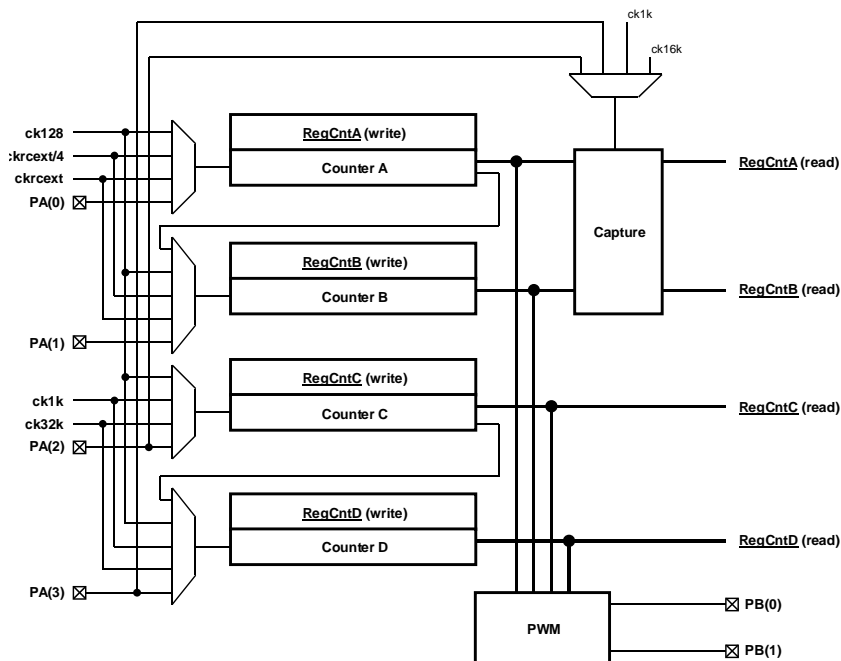 ck1k
ck16k
ck128
ckrcext/4
ckrcext
PA(0)
RegCntA (write)
Counter A
RegCntA (read)
Capture
RegCntB (write)
Counter B
RegCntB (read)
PA(1)
RegCntC (write)
Counter C
RegCntC (read)
ck1k
ck32k
PA(2)
RegCntD (write)
Counter D
RegCntD (read)
PA(3)
PWM
PB(0)
PB(1)